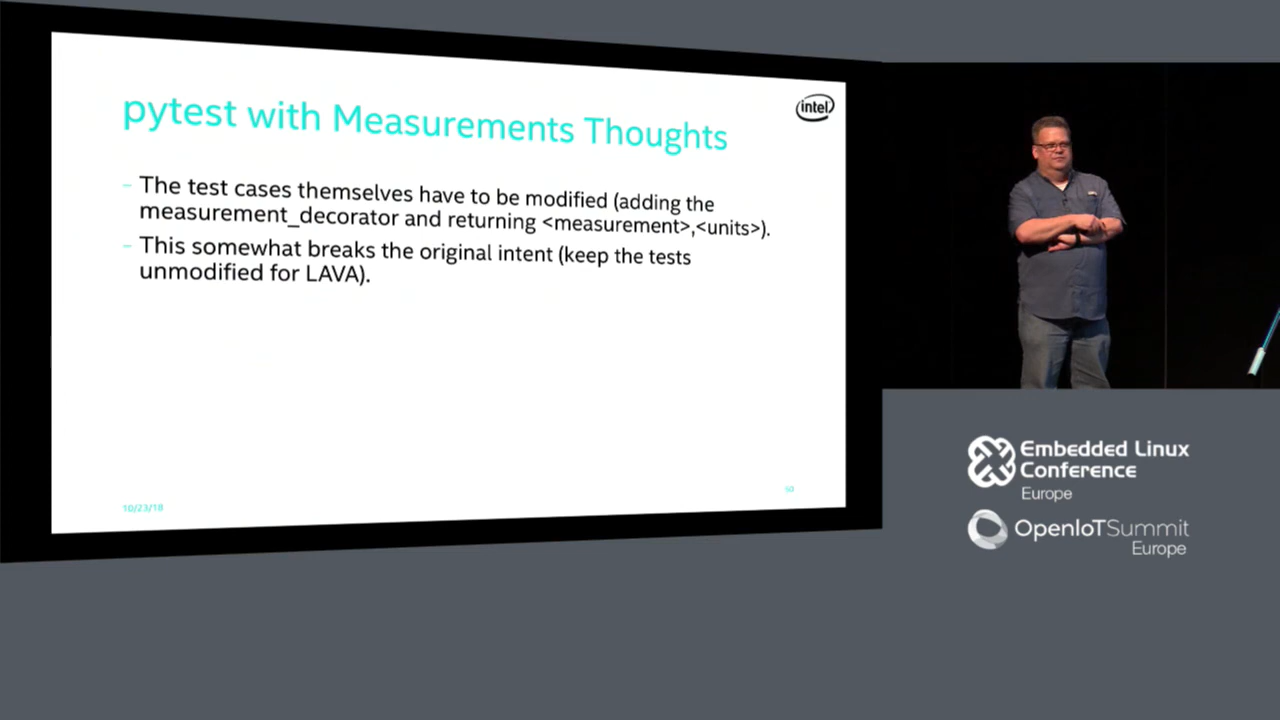 pytest with Measurements Thoughts
intel
– The test cases themselves have to be modified (adding the
measurement_decorator and returning <measurement>,<units>).
– This somewhat breaks the original intent (keep the tests
unmodified for LAVA).
10/23/18
50
Embedded Linux
Conference
Europe
OpenIoTSummit
Europe